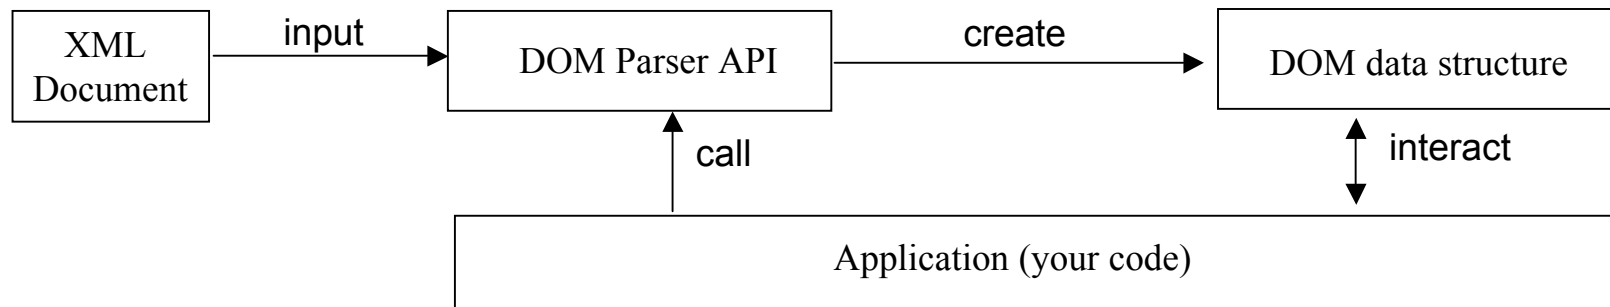 XML
Document
input
DOM Parser API
create
DOM data structure
call
interact
Application (your code)